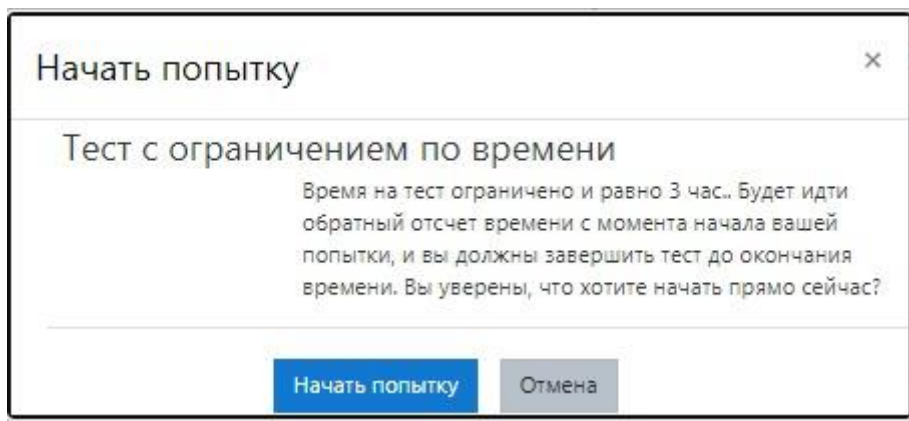 Начать попытку ×
Тест с ограничением по времени
Время на тест ограничено и равно 3 час.. Будет идти
обратный отсчет времени с момента начала вашей
попытки, и вы должны завершить тест до окончания
времени. Вы уверены, что хотите начать прямо сейчас?
Начать попытку Отмена